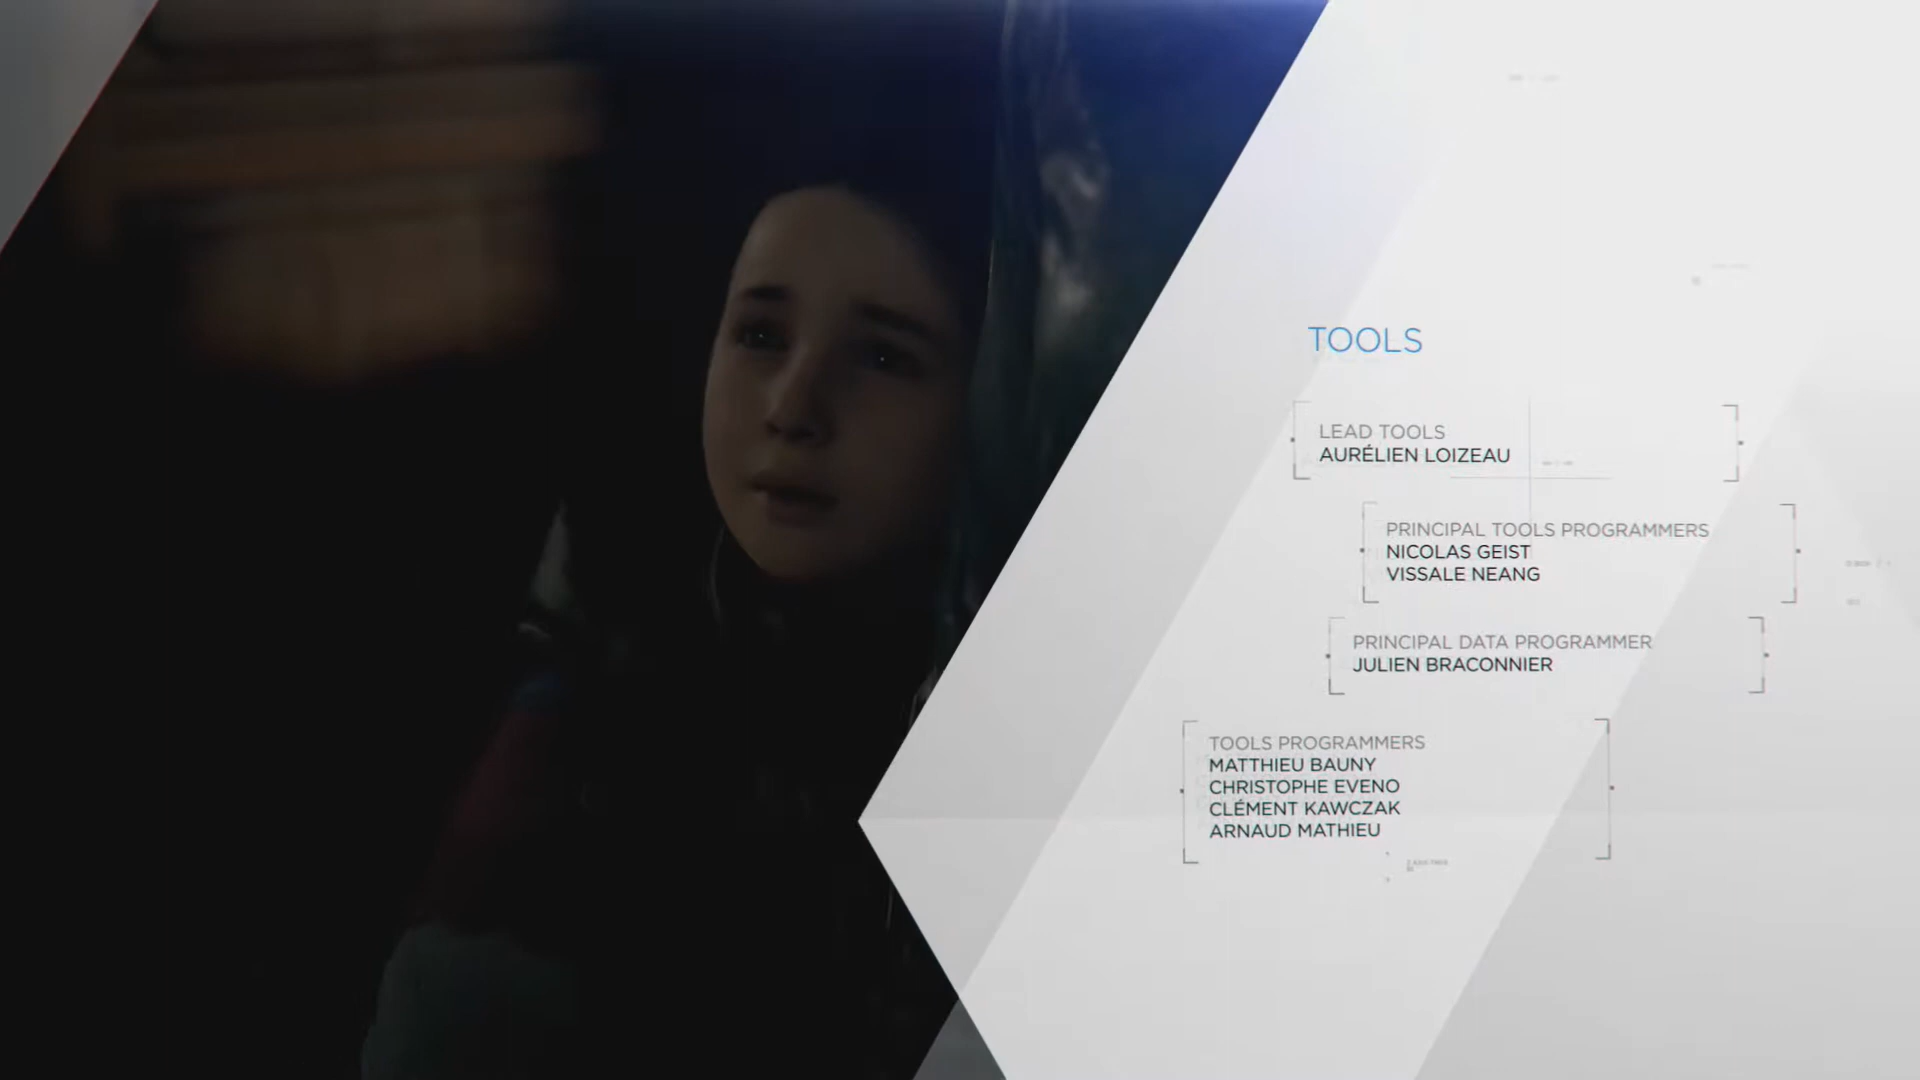 TOOLS
LEAD TOOLS
AURÉLIEN LOIZEAU
PRINCIPAL TOOLS PROGRAMMERS
NICOLAS GEIST
VISSALE NEANG
PRINCIPAL DATA PROGRAMMER
JULIEN BRACONNIER
TOOLS PROGRAMMERS
MATTHIEU BAUNY
CHRISTOPHE EVENO
CLÉMENT KAWCZAK
ARNAUD MATHIEU